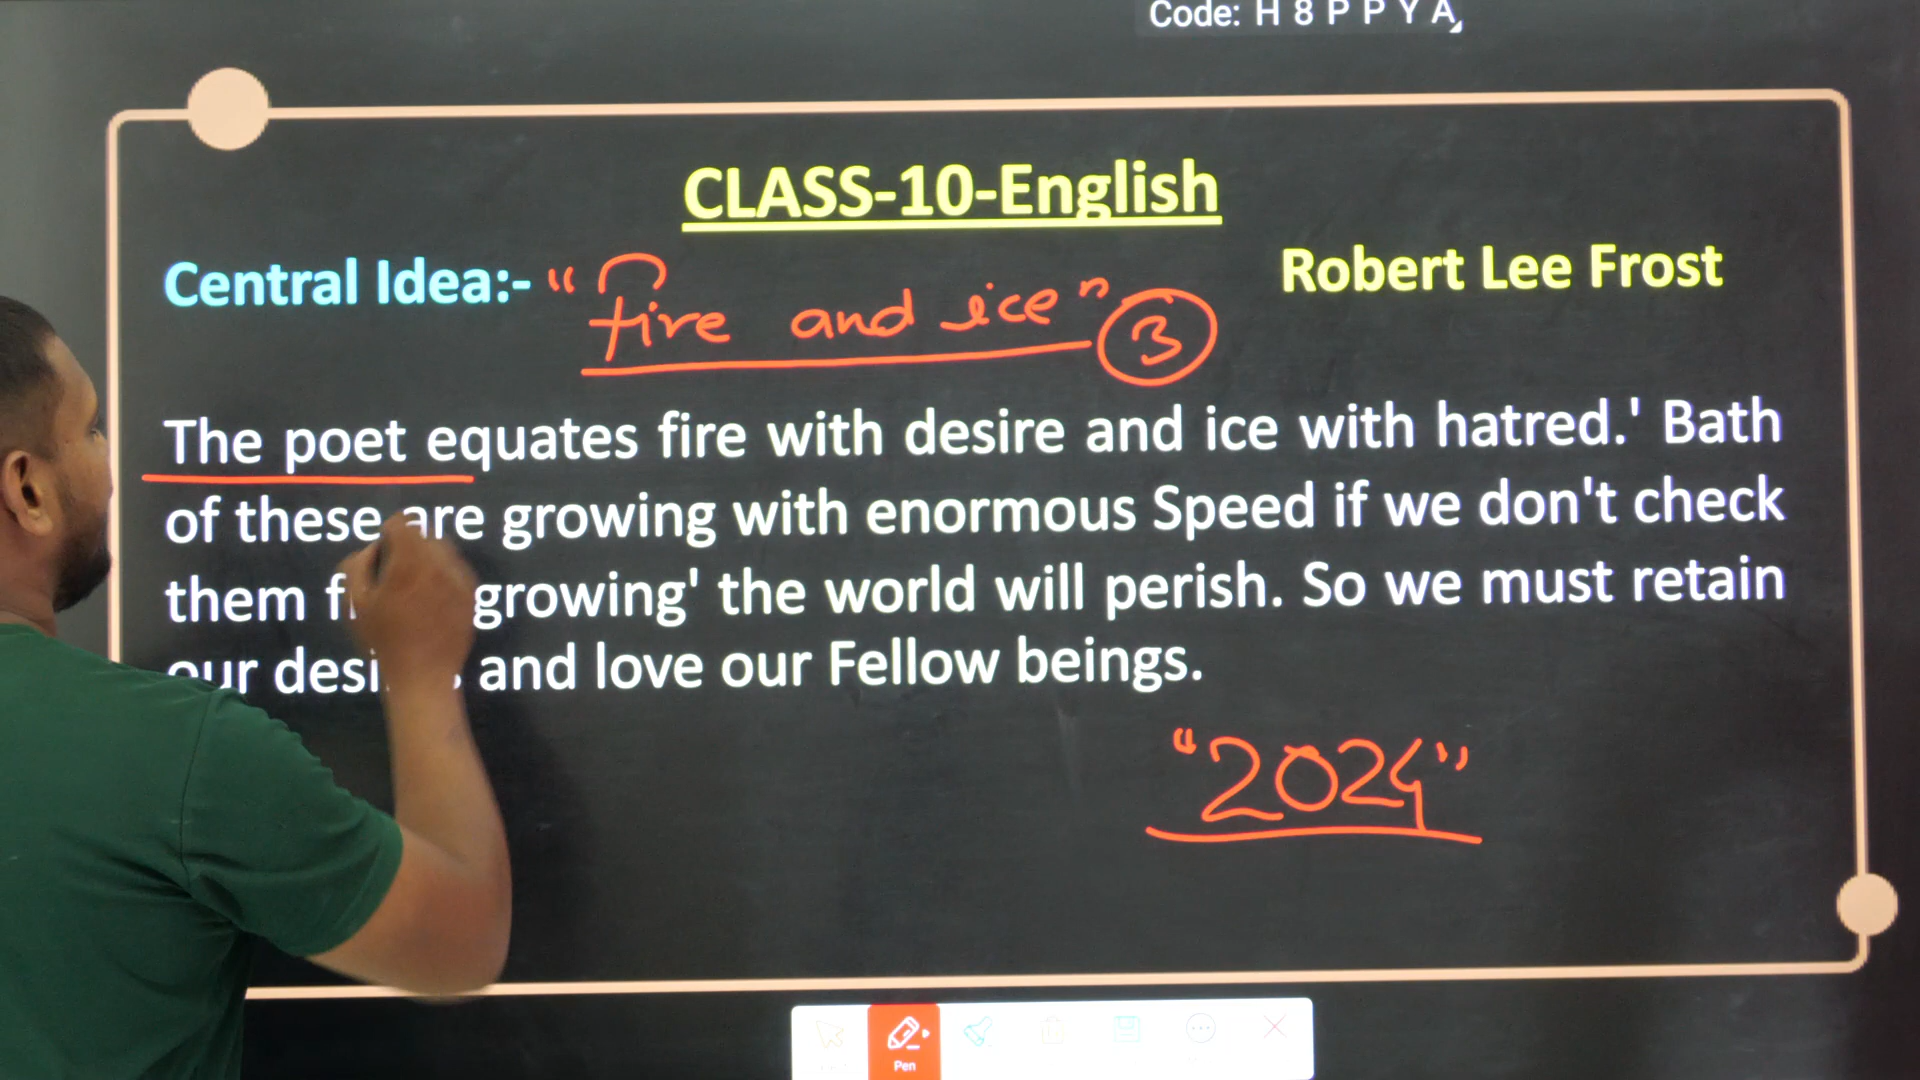 Code: H 8 P P Y A
CLASS-10-English
Central Idea:- "fire and ice" 3 Robert Lee Frost
The poet equates fire with desire and ice with hatred.' Bath
of these are growing with enormous Speed if we don't check
them growing' the world will perish. So we must retain
our and love our Fellow beings.
"2024"
Pen